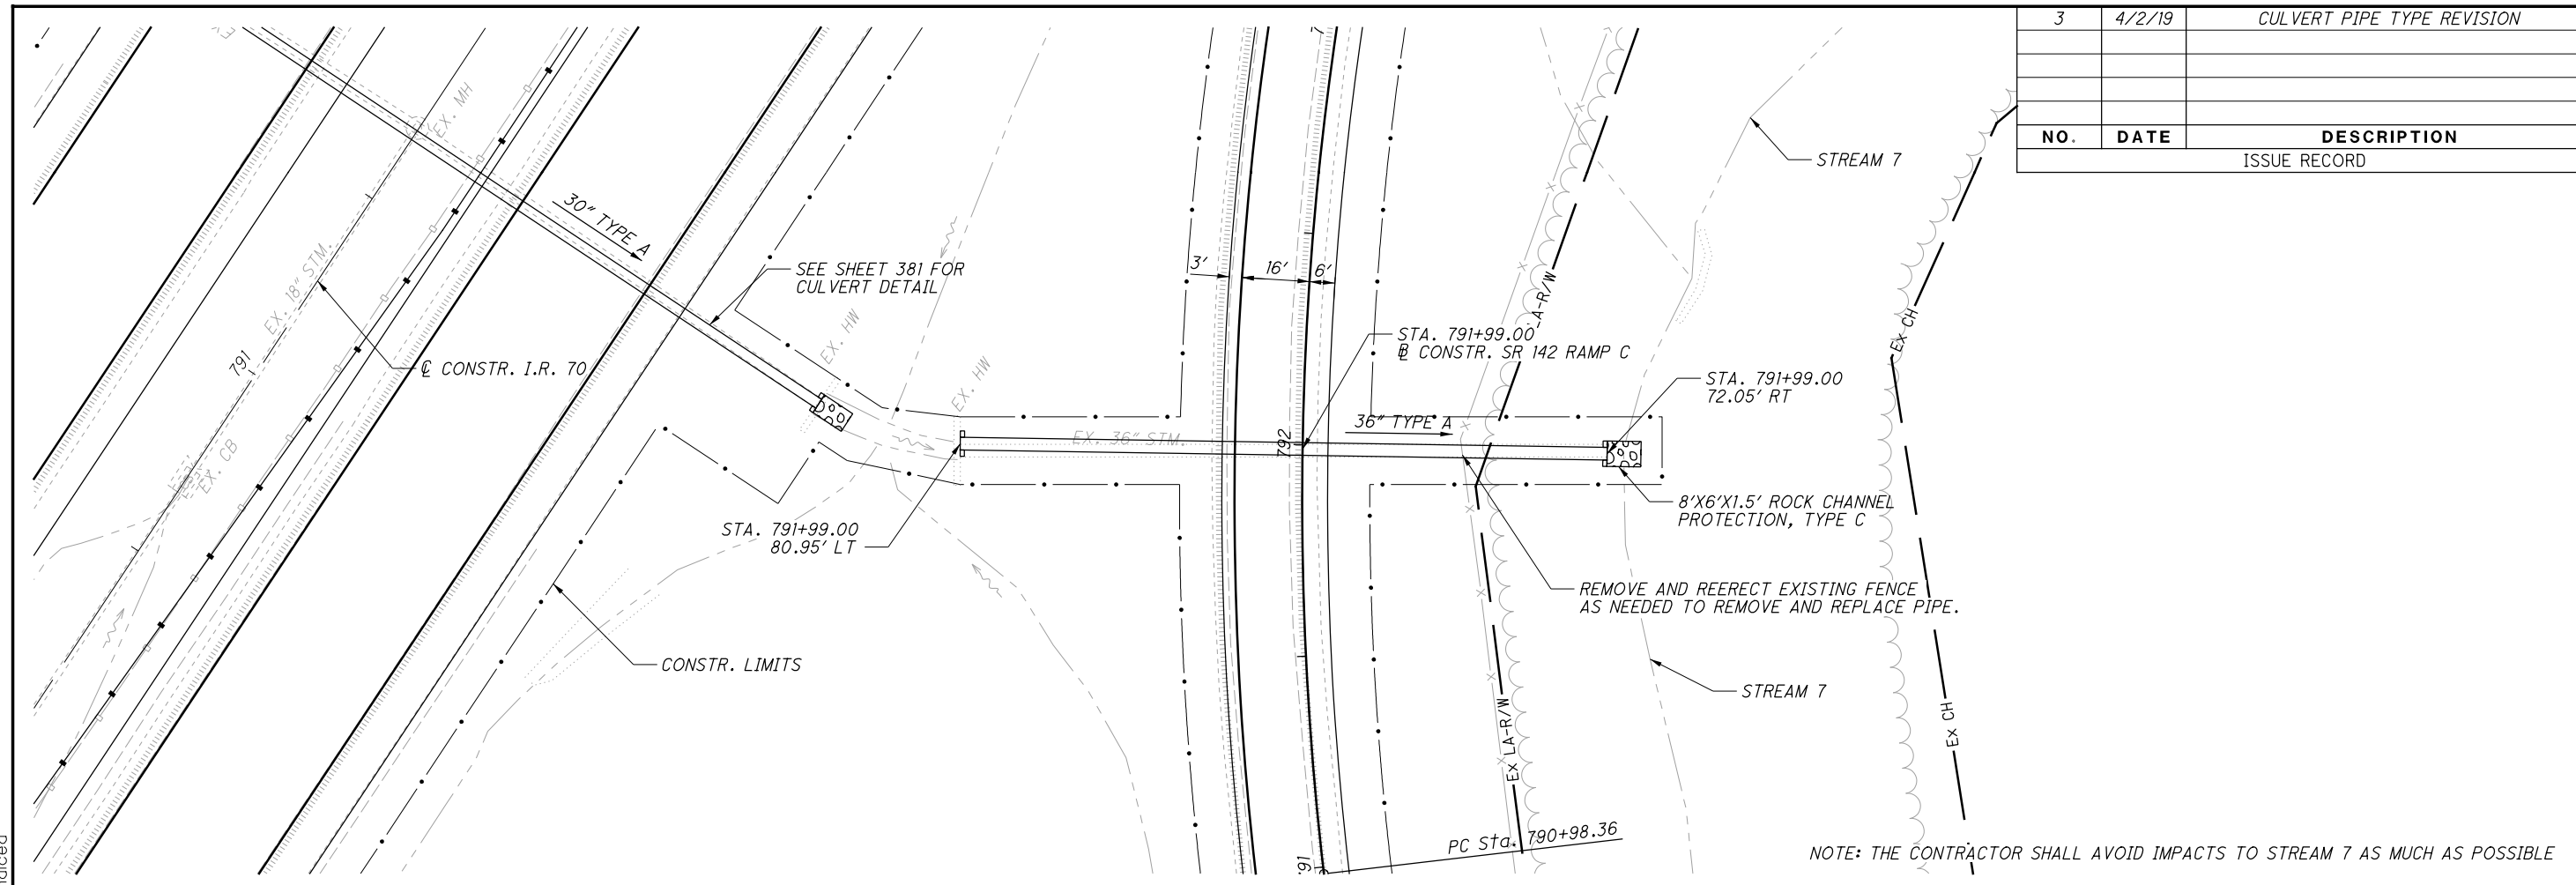 3 4/2/19 CULVERT PIPE TYPE REVISION
NO. DATE DESCRIPTION
ISSUE RECORD
EX. MH
30" TYPE A
SEE SHEET 381 FOR
CULVERT DETAIL
EX. 18" STM.
791
℄ CONSTR. I.R. 70
EX. HW
EX. HW
EX. CB
3' 16' 6'
STREAM 7
STA. 791+99.00
B CONSTR. SR 142 RAMP C
LA-R/W
EX CH
STA. 791+99.00
72.05' RT
36" TYPE A
EX. 36" STM.
792
STA. 791+99.00
80.95' LT
8'X6'X1.5' ROCK CHANNEL
PROTECTION, TYPE C
REMOVE AND REERECT EXISTING FENCE
AS NEEDED TO REMOVE AND REPLACE PIPE.
CONSTR. LIMITS
STREAM 7
Ex LA-R/W
Ex CH
PC Sta. 790+98.36
NOTE: THE CONTRACTOR SHALL AVOID IMPACTS TO STREAM 7 AS MUCH AS POSSIBLE